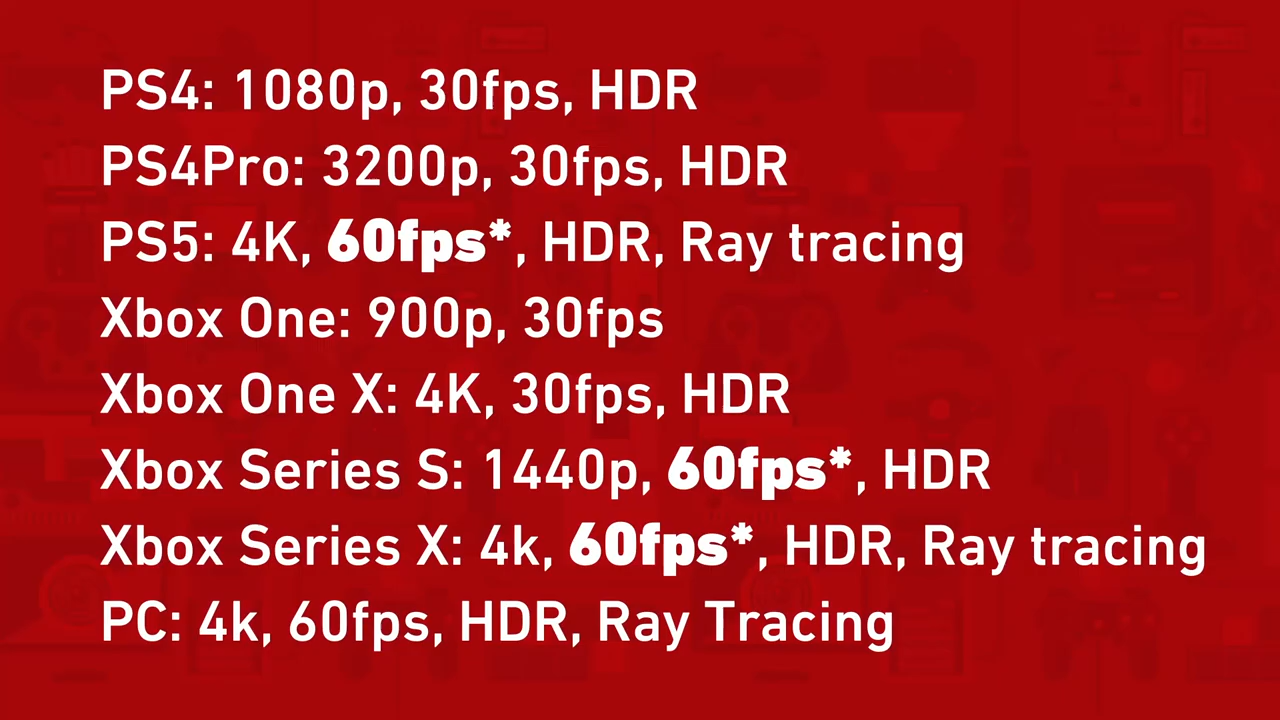 PS4: 1080p, 30fps, HDR
PS4Pro: 3200p, 30fps, HDR
PS5: 4K, 60fps*, HDR, Ray tracing
Xbox One: 900p, 30fps
Xbox One X: 4K, 30fps, HDR
Xbox Series S: 1440p, 60fps*, HDR
Xbox Series X: 4k, 60fps*, HDR, Ray tracing
PC: 4k, 60fps, HDR, Ray Tracing